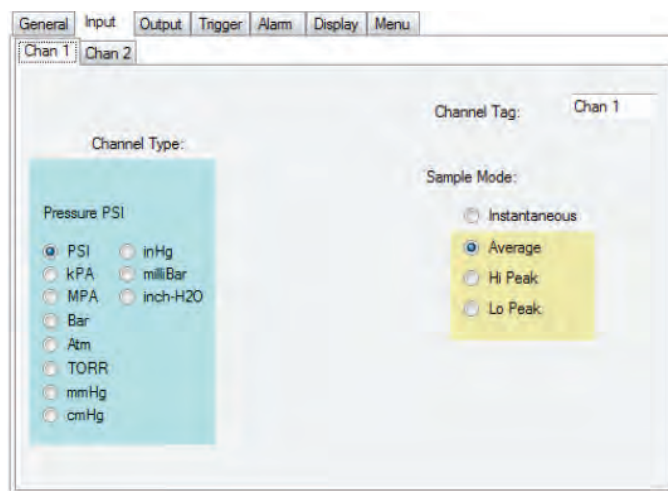 General Input Output Trigger Alarm Display Menu
Chan 1 Chan 2
Channel Tag: Chan 1
Channel Type:
Sample Mode:
Pressure PSI
Instantaneous
PSI inHg
Average
kPA milliBar
Hi Peak
MPA inch-H2O
Lo Peak
Bar
Atm
TORR
mmHg
cmHg